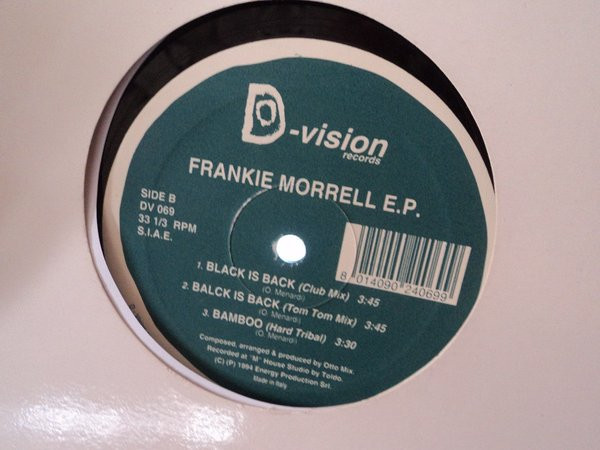 D-vision
records
FRANKIE MORRELL E.P.
SIDE B
DV 069
33 1/3 RPM
S.I.A.E.
8 014090 240699
1. BLACK IS BACK (Club Mix) 3:45
(O. Menardi)
2. BALCK IS BACK (Tom Tom Mix) 3:45
(O. Menardi)
3. BAMBOO (Hard Tribal) 3:30
(O. Menardi)
Composed, arranged & produced by Otto Mix.
Recorded at "M" House Studio by Toldo.
(C) (P) 1994 Energy Production Srl.
Made in Italy